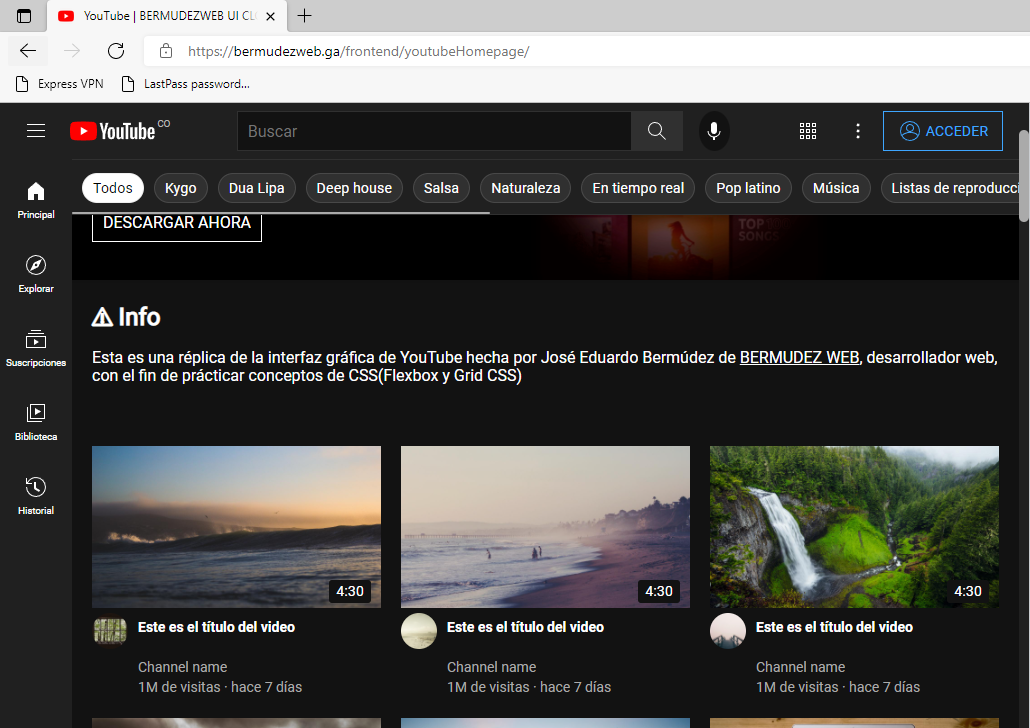 YouTube | BERMUDEZWEB UI CL
https://bermudezweb.ga/frontend/youtubeHomepage/
Express VPN
LastPass password...
YouTube CO
Buscar
ACCEDER
Todos
Kygo
Dua Lipa
Deep house
Salsa
Naturaleza
En tiempo real
Pop latino
Música
Listas de reproducci
Principal
Explorar
Suscripciones
Biblioteca
Historial
DESCARGAR AHORA
TOP
SONGS
Info
Esta es una réplica de la interfaz gráfica de YouTube hecha por José Eduardo Bermúdez de BERMUDEZ WEB, desarrollador web,
con el fin de prácticar conceptos de CSS(Flexbox y Grid CSS)
4:30
Este es el título del video
Channel name
1M de visitas · hace 7 días
4:30
Este es el título del video
Channel name
1M de visitas · hace 7 días
4:30
Este es el título del video
Channel name
1M de visitas · hace 7 días